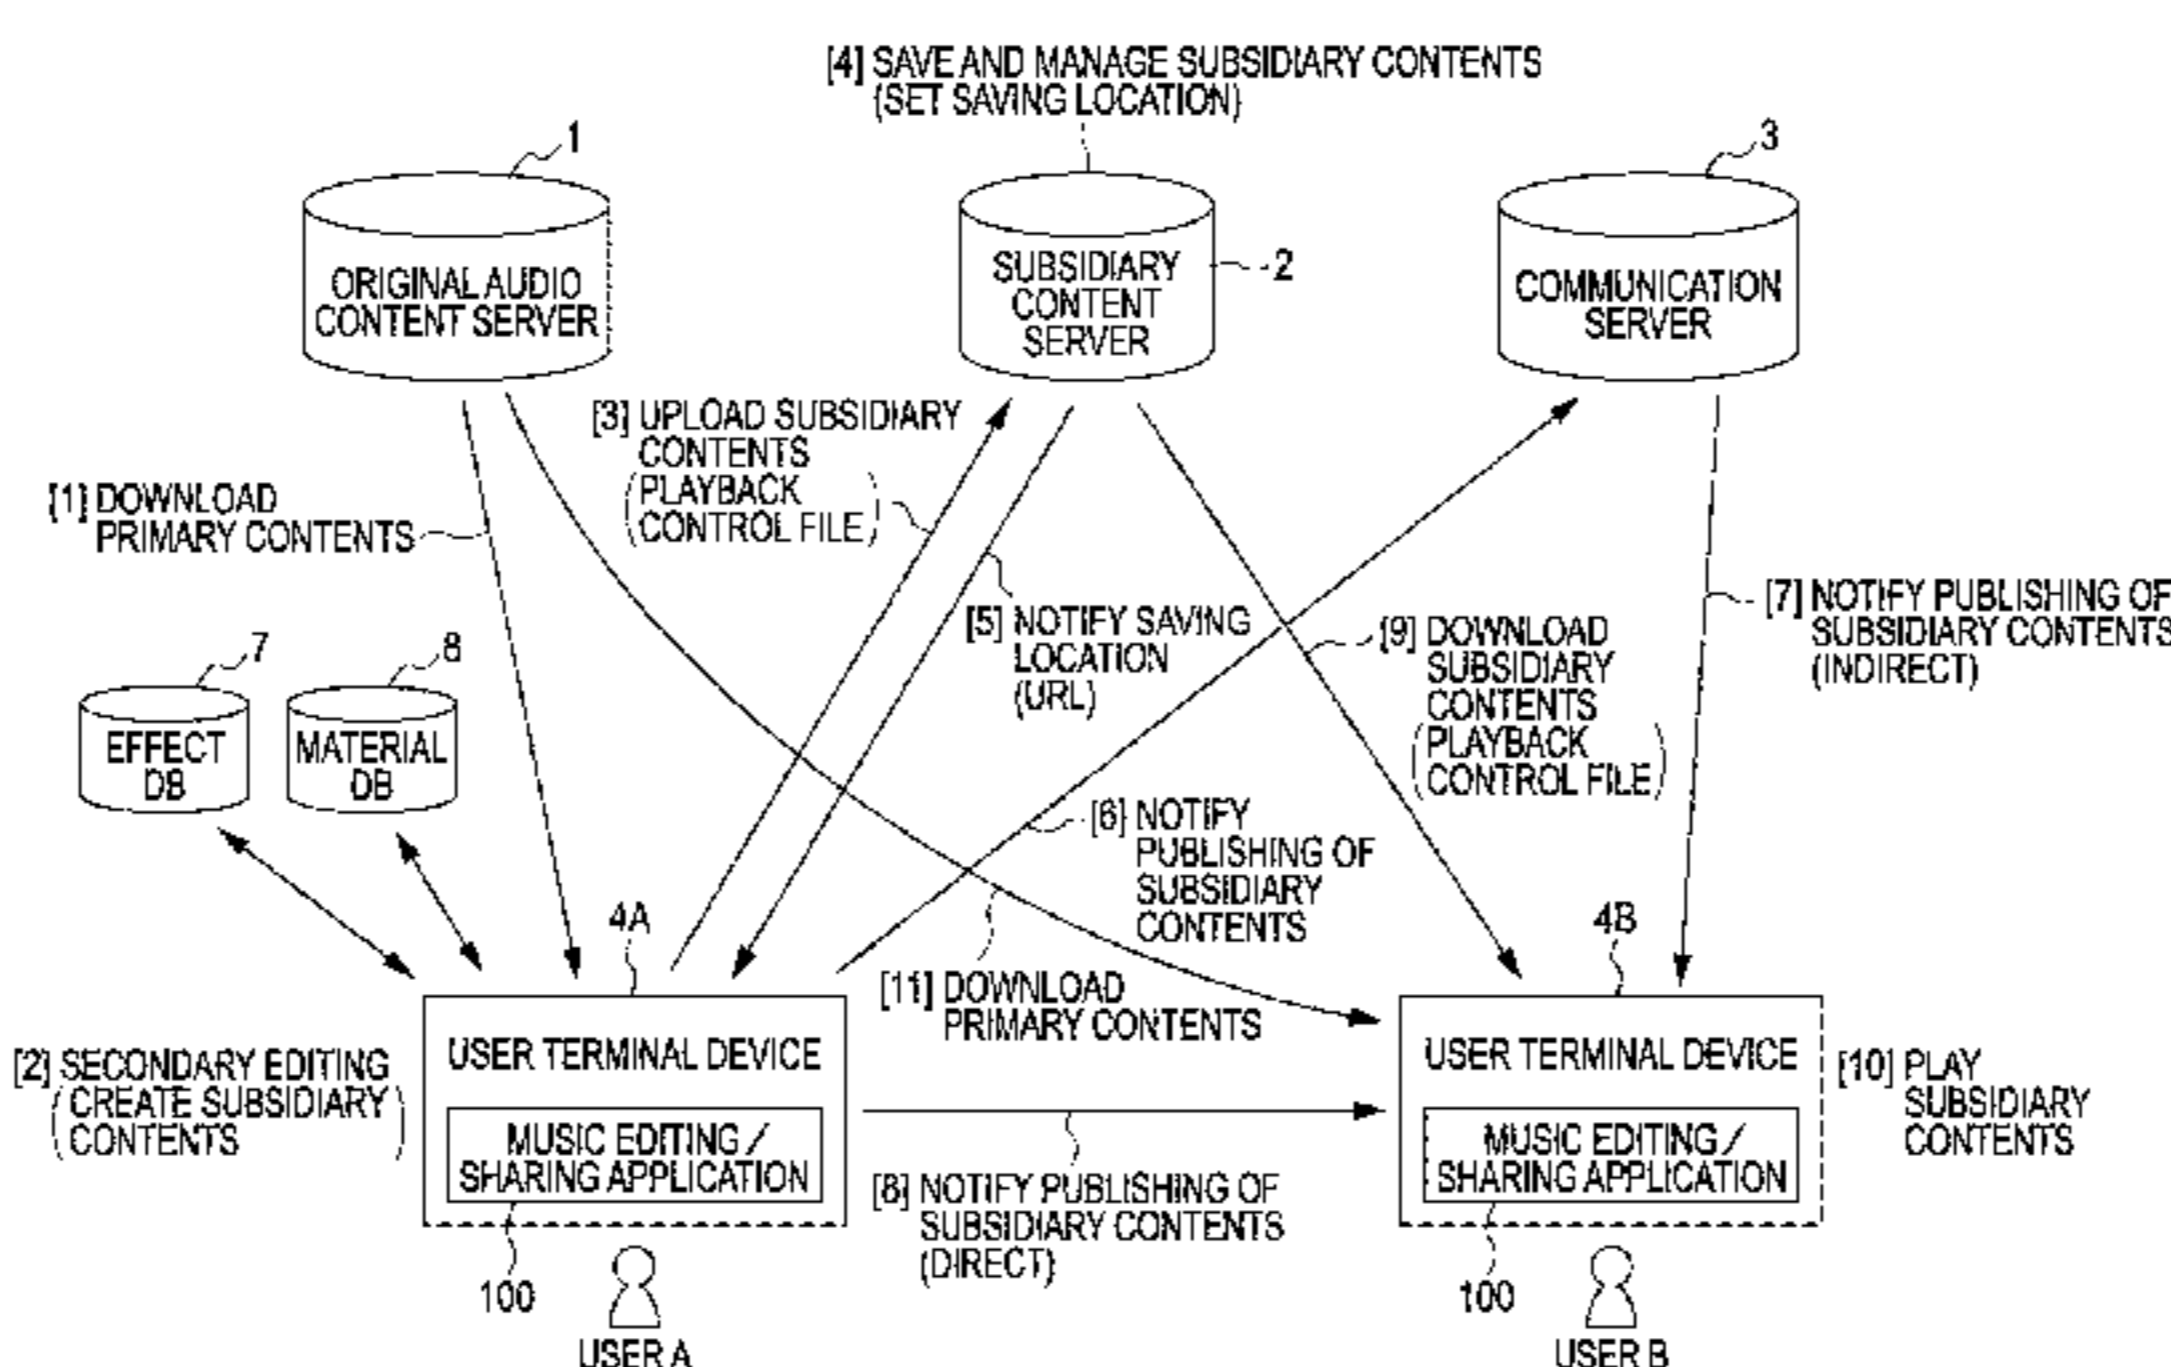 [4] SAVE AND MANAGE SUBSIDIARY CONTENTS
(SET SAVING LOCATION)
1
3
ORIGINAL AUDIO
CONTENT SERVER
SUBSIDIARY
CONTENT
SERVER
2
COMMUNICATION
SERVER
[3] UPLOAD SUBSIDIARY
CONTENTS
(PLAYBACK
CONTROL FILE)
[1] DOWNLOAD
PRIMARY CONTENTS
[5] NOTIFY SAVING
LOCATION
(URL)
[9] DOWNLOAD
SUBSIDIARY
CONTENTS
(PLAYBACK
CONTROL FILE)
[7] NOTIFY PUBLISHING OF
SUBSIDIARY CONTENTS
(INDIRECT)
7
8
EFFECT
DB
MATERIAL
DB
[6] NOTIFY
PUBLISHING OF
SUBSIDIARY
CONTENTS
4A
4B
[11] DOWNLOAD
PRIMARY CONTENTS
[2] SECONDARY EDITING
(CREATE SUBSIDIARY
CONTENTS)
USER TERMINAL DEVICE
MUSIC EDITING /
SHARING APPLICATION
100
USER A
[8] NOTIFY PUBLISHING OF
SUBSIDIARY CONTENTS
(DIRECT)
USER TERMINAL DEVICE
MUSIC EDITING /
SHARING APPLICATION
100
USER B
[10] PLAY
SUBSIDIARY
CONTENTS